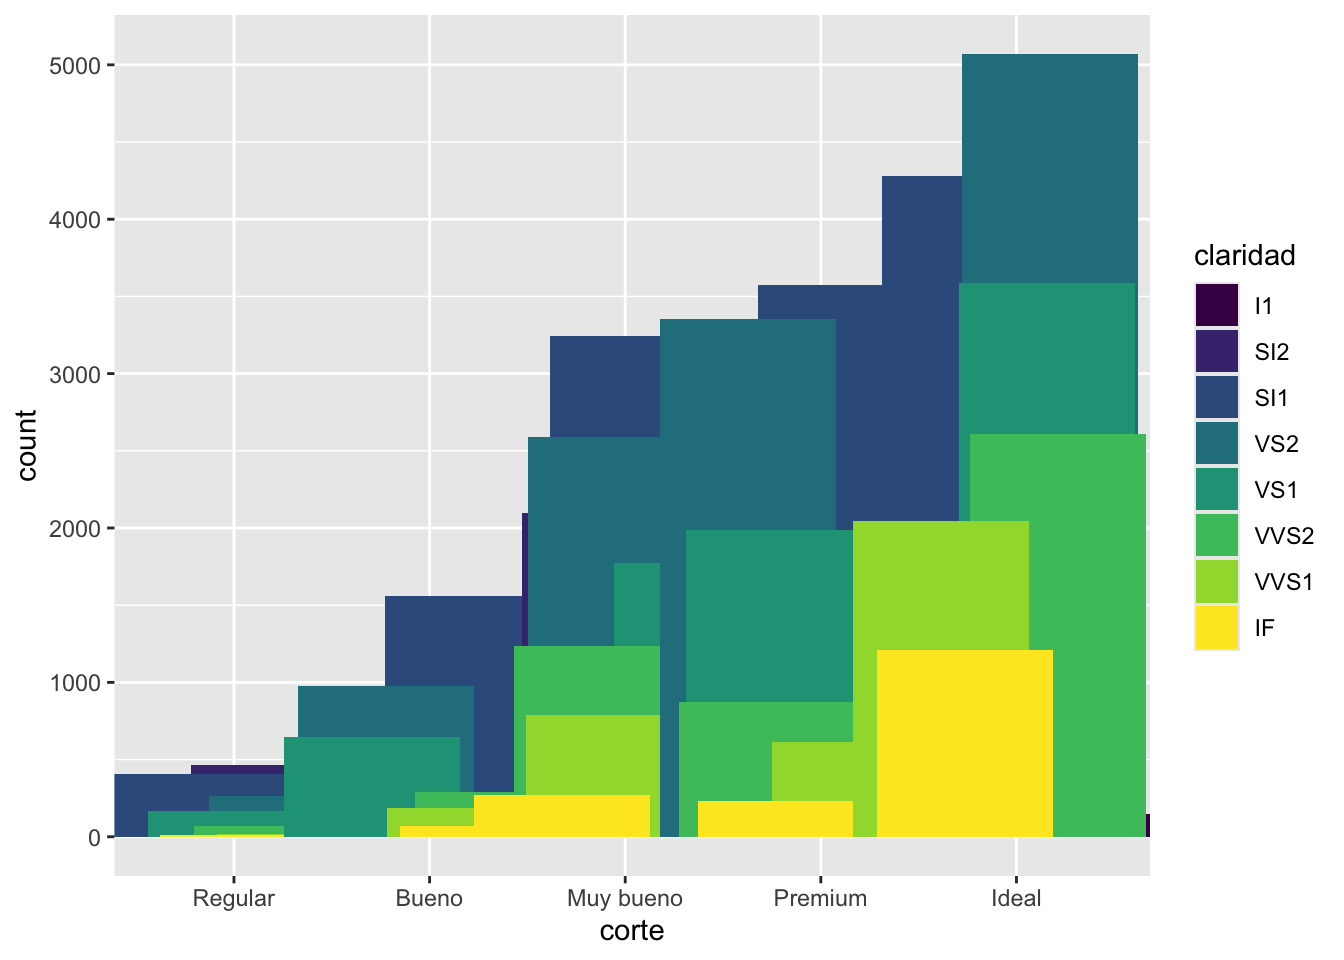 5000
4000
3000
2000
1000
0
count
Regular
Bueno
Muy bueno
Premium
Ideal
corte
claridad
I1
SI2
SI1
VS2
VS1
VVS2
VVS1
IF